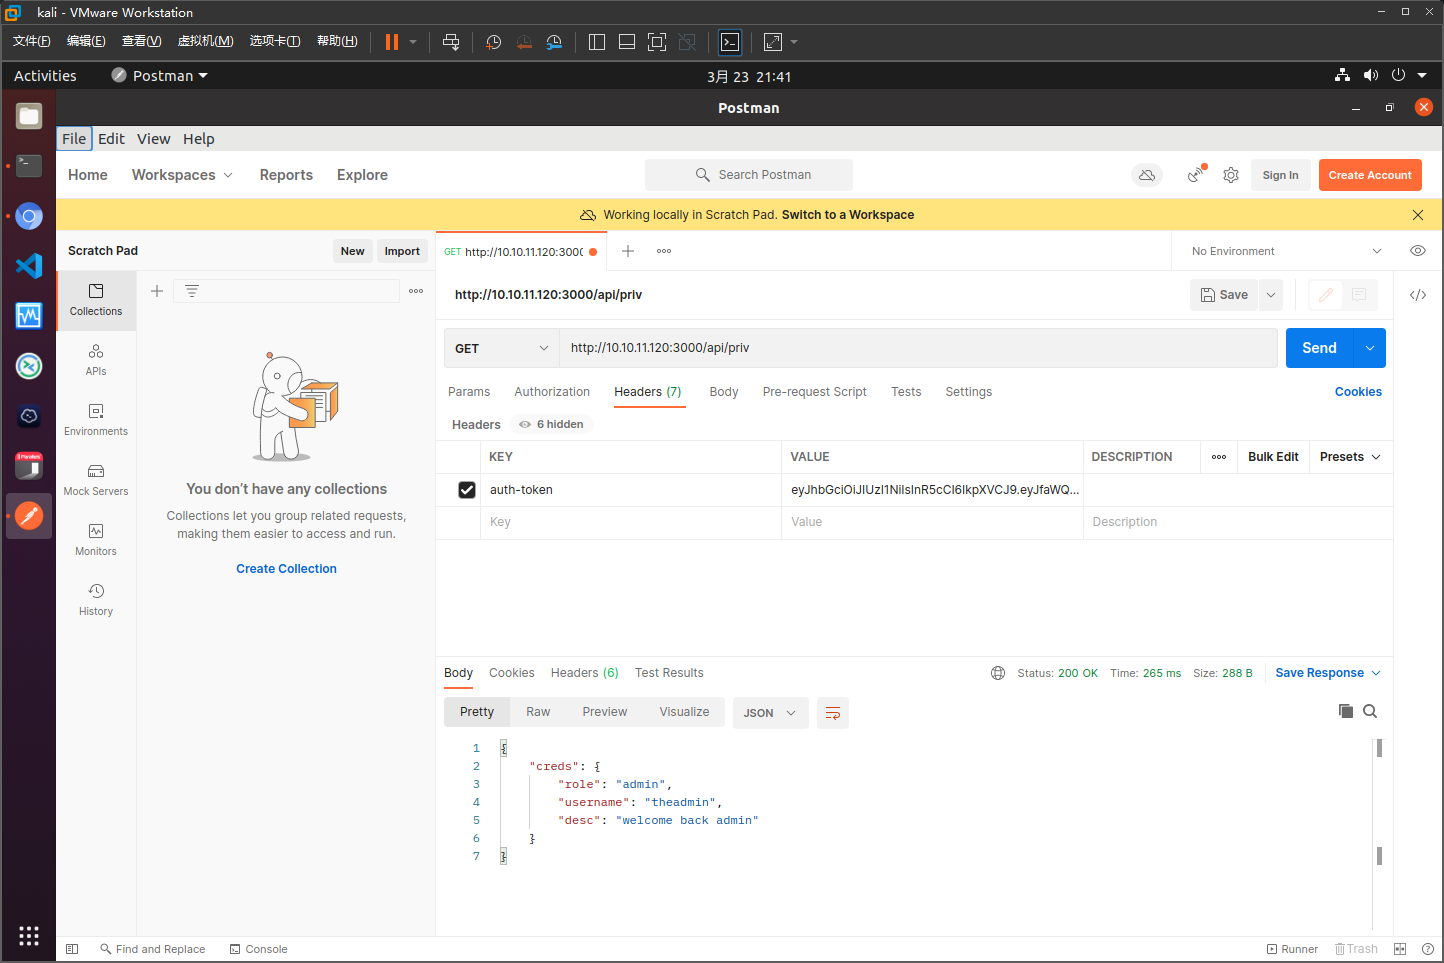 kali - VMware Workstation
文件(F) 编辑(E) 查看(V) 虚拟机(M) 选项卡(T) 帮助(H)
Activities Postman 3月 23 21:41
Postman
File Edit View Help
Home Workspaces Reports Explore Search Postman Sign In Create Account
Working locally in Scratch Pad. Switch to a Workspace
Scratch Pad New Import GET http://10.10.11.120:3000 No Environment
Collections
APIs
Environments
Mock Servers
Monitors
History
You don’t have any collections
Collections let you group related requests,
making them easier to access and run.
Create Collection
http://10.10.11.120:3000/api/priv Save
GET http://10.10.11.120:3000/api/priv Send
Params Authorization Headers (7) Body Pre-request Script Tests Settings Cookies
Headers 6 hidden
KEY VALUE DESCRIPTION Bulk Edit Presets
auth-token eyJhbGciOiJIUzI1NiIsInR5cCI6IkpXVCJ9.eyJfaWQ...
Key Value Description
Body Cookies Headers (6) Test Results Status: 200 OK Time: 265 ms Size: 288 B Save Response
Pretty Raw Preview Visualize JSON
1 {
2 "creds": {
3 "role": "admin",
4 "username": "theadmin",
5 "desc": "welcome back admin"
6 }
7 }
Find and Replace Console Runner Trash